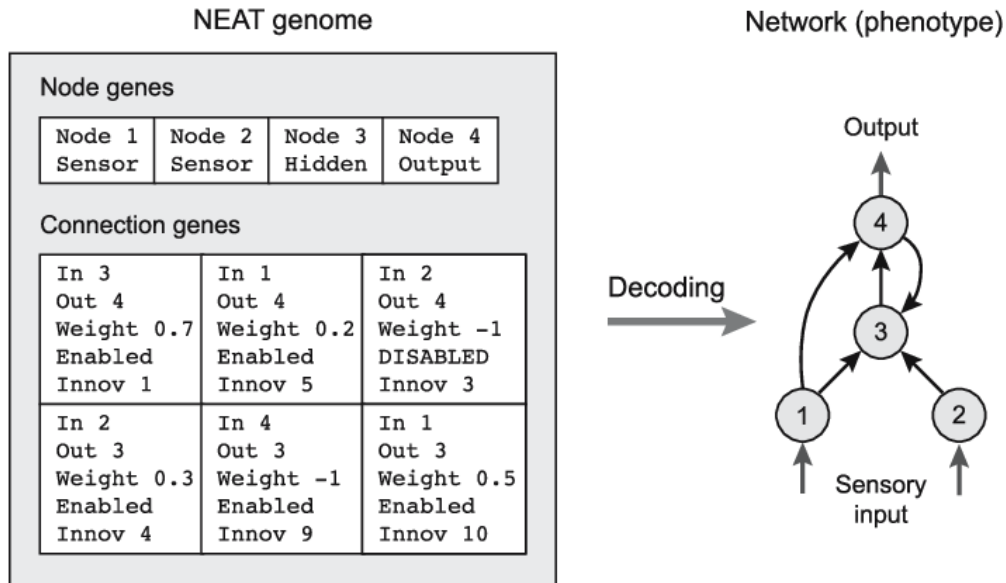 NEAT genome
Node genes
Node 1
Sensor
Node 2
Sensor
Node 3
Hidden
Node 4
Output
Connection genes
In 3
Out 4
Weight 0.7
Enabled
Innov 1
In 1
Out 4
Weight 0.2
Enabled
Innov 5
In 2
Out 4
Weight -1
DISABLED
Innov 3
In 2
Out 3
Weight 0.3
Enabled
Innov 4
In 4
Out 3
Weight -1
Enabled
Innov 9
In 1
Out 3
Weight 0.5
Enabled
Innov 10
Decoding
Network (phenotype)
Output
4
3
1
2
Sensory
input